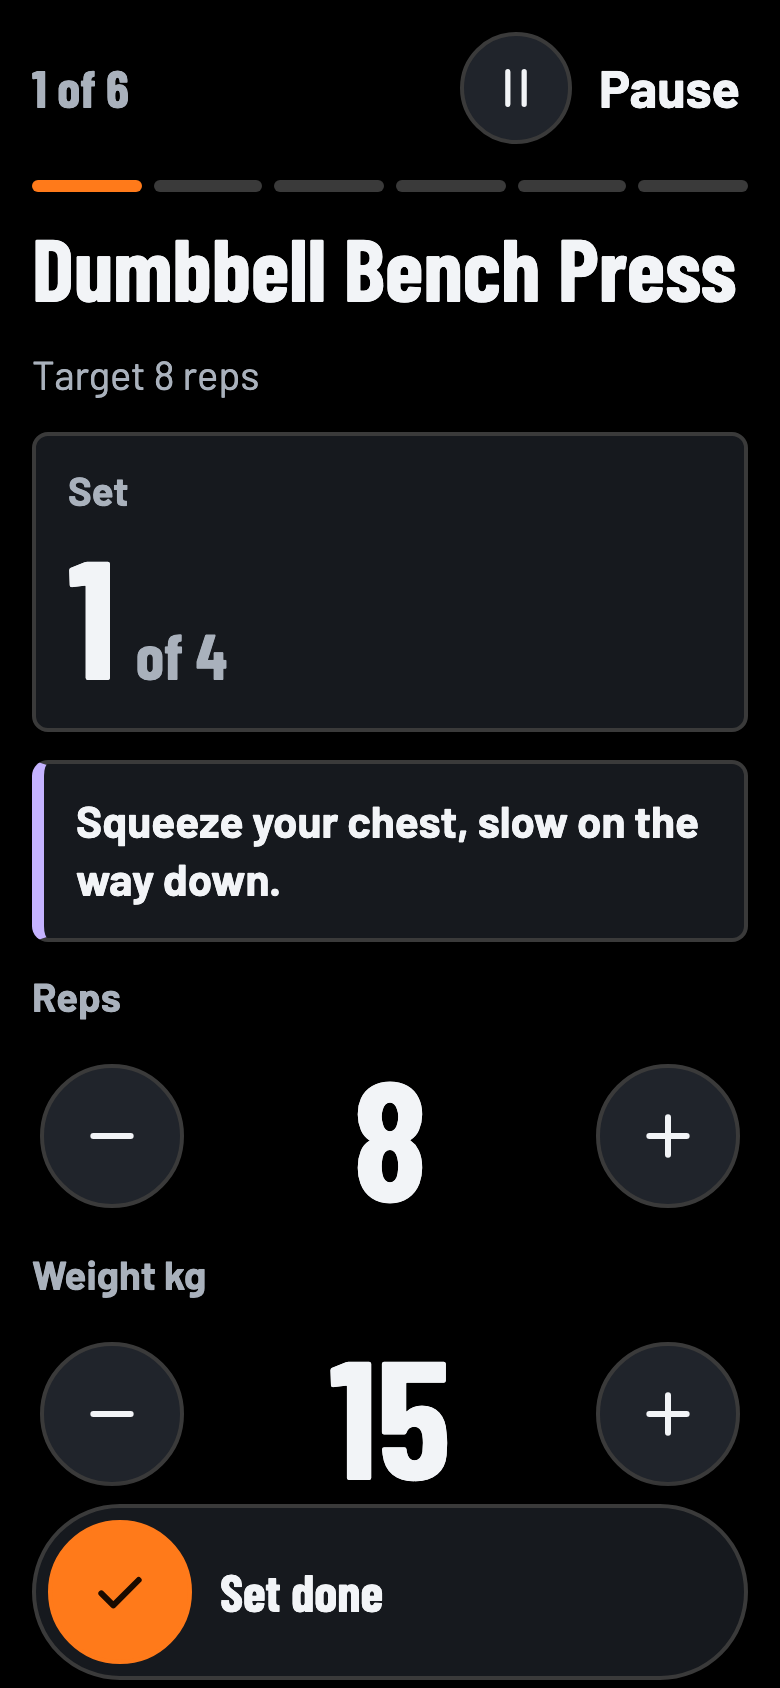 1 of 6
Pause
Dumbbell Bench Press
Target 8 reps
Set
1 of 4
Squeeze your chest, slow on the
way down.
Reps
8
Weight kg
15
Set done